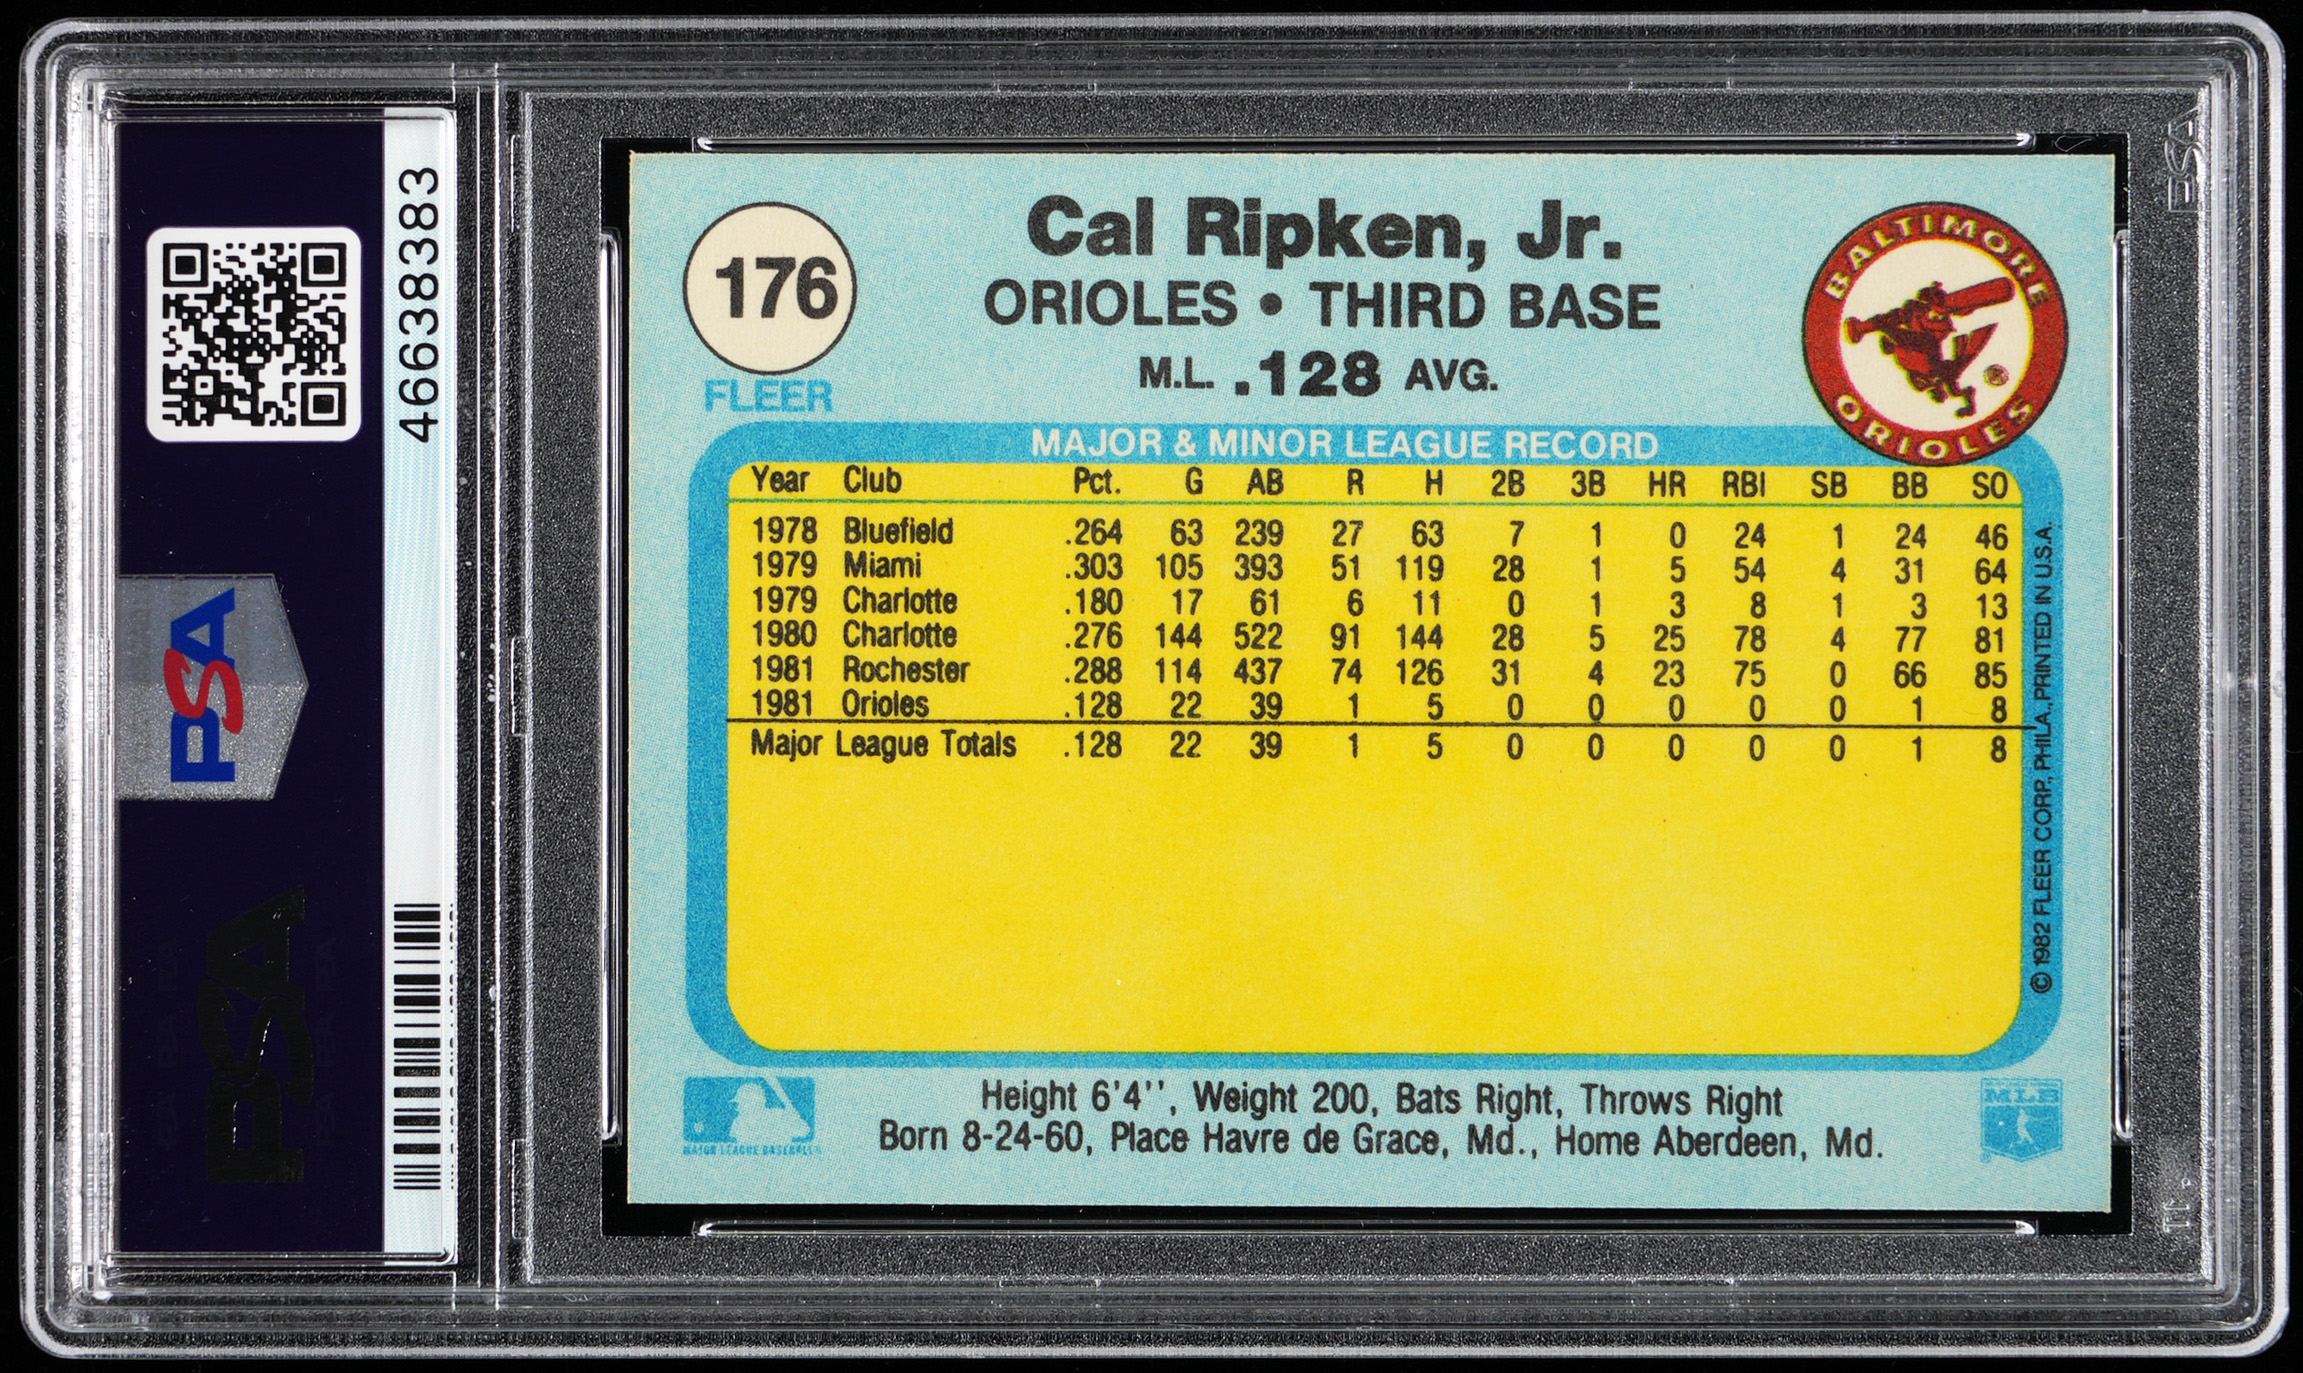 46638383
PSA
PSA
PSA
176
FLEER
Cal Ripken, Jr.
ORIOLES • THIRD BASE
M.L. .128 AVG.
BALTIMORE
ORIOLES
®
MAJOR & MINOR LEAGUE RECORD
Year Club Pct. G AB R H 2B 3B HR RBI SB BB SO
1978 Bluefield .264 63 239 27 63 7 1 0 24 1 24 46
1979 Miami .303 105 393 51 119 28 1 5 54 4 31 64
1979 Charlotte .180 17 61 6 11 0 1 3 8 1 3 13
1980 Charlotte .276 144 522 91 144 28 5 25 78 4 77 81
1981 Rochester .288 114 437 74 126 31 4 23 75 0 66 85
1981 Orioles .128 22 39 1 5 0 0 0 0 0 1 8
Major League Totals .128 22 39 1 5 0 0 0 0 0 1 8
© 1982 FLEER CORP., PHILA., PRINTED IN U.S.A.
MAJOR LEAGUE BASEBALL
Height 6'4'', Weight 200, Bats Right, Throws Right
Born 8-24-60, Place Havre de Grace, Md., Home Aberdeen, Md.
MLB